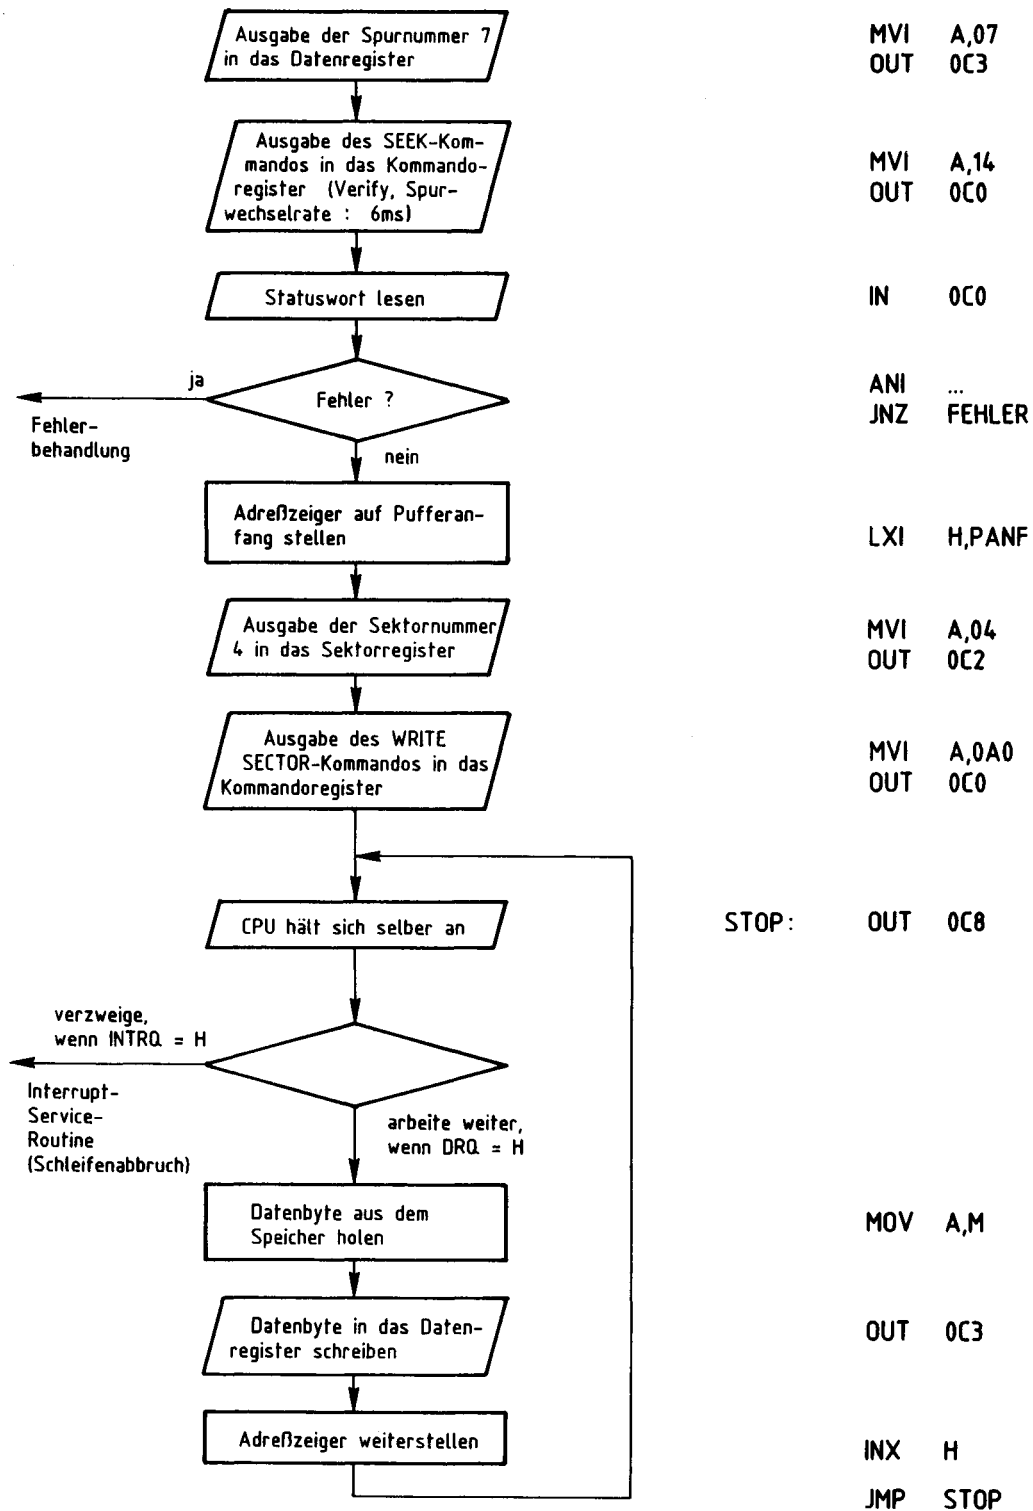 Ausgabe der Spurnummer 7
in das Datenregister
MVI A,07
OUT 0C3
Ausgabe des SEEK-Kom-
mandos in das Kommando-
register (Verify, Spur-
wechselrate : 6ms)
MVI A,14
OUT 0C0
Statuswort lesen
IN 0C0
Fehler ?
ja
Fehler-
behandlung
nein
ANI ...
JNZ FEHLER
Adreßzeiger auf Pufferan-
fang stellen
LXI H,PANF
Ausgabe der Sektornummer
4 in das Sektorregister
MVI A,04
OUT 0C2
Ausgabe des WRITE
SECTOR-Kommandos in das
Kommandoregister
MVI A,0A0
OUT 0C0
CPU hält sich selber an
STOP: OUT 0C8
verzweige,
wenn INTRQ = H
Interrupt-
Service-
Routine
(Schleifenabbruch)
arbeite weiter,
wenn DRQ = H
Datenbyte aus dem
Speicher holen
MOV A,M
Datenbyte in das Daten-
register schreiben
OUT 0C3
Adreßzeiger weiterstellen
INX H
JMP STOP